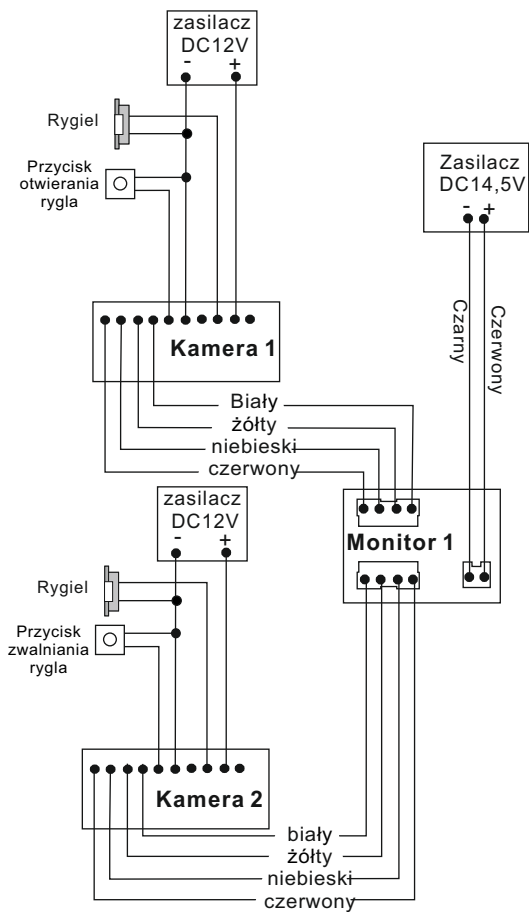 zasilacz
DC12V
- +
Rygiel
Przycisk
otwierania
rygla
Zasilacz
DC14,5V
- +
Czarny
Czerwony
Kamera 1
Biały
żółty
niebieski
czerwony
zasilacz
DC12V
- +
Monitor 1
Rygiel
Przycisk
zwalniania
rygla
Kamera 2
biały
żółty
niebieski
czerwony